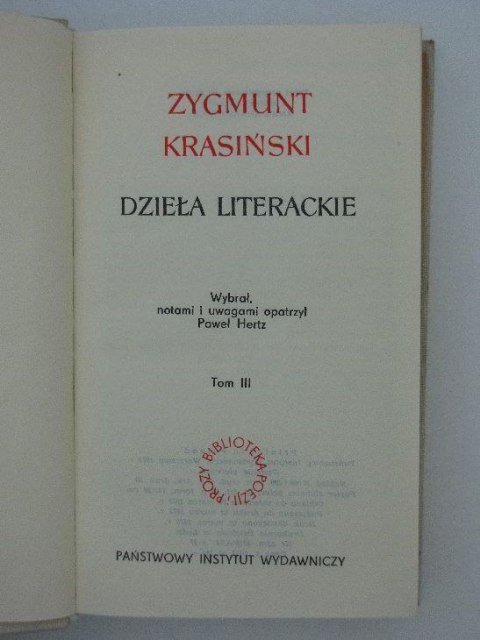 ZYGMUNT
KRASIŃSKI
DZIEŁA LITERACKIE
Wybrał,
notami i uwagami opatrzył
Paweł Hertz
Tom III
BIBLIOTEKA POEZJI I PROZY
PAŃSTWOWY INSTYTUT WYDAWNICZY